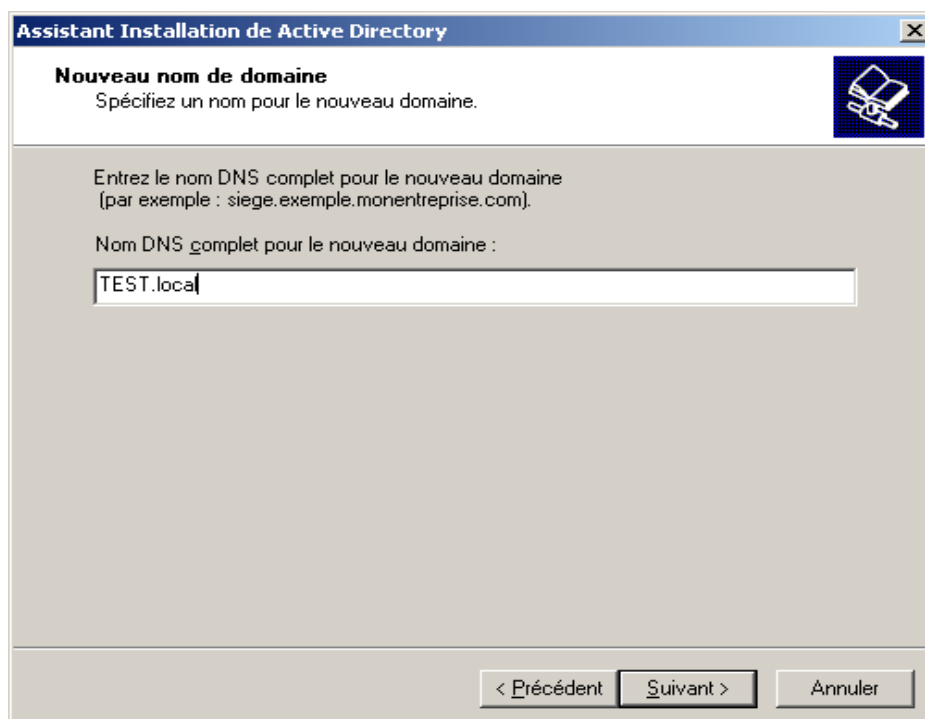 Assistant Installation de Active Directory
Nouveau nom de domaine
Spécifiez un nom pour le nouveau domaine.
Entrez le nom DNS complet pour le nouveau domaine
(par exemple : siege.exemple.monentreprise.com).
Nom DNS complet pour le nouveau domaine :
TEST.local
< Précédent Suivant > Annuler